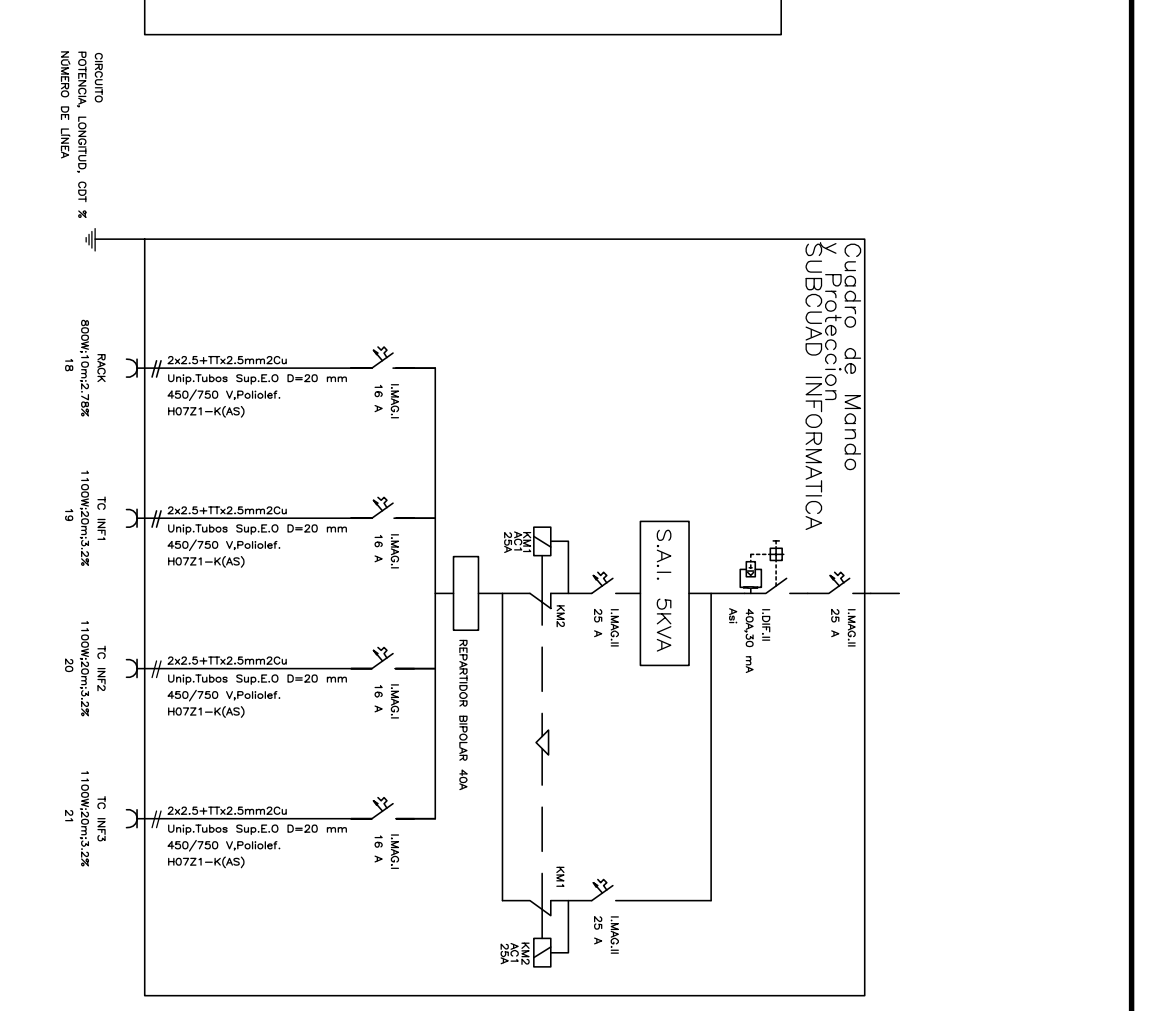 CIRCUITO
POTENCIA, LONGITUD, CDT %
NÚMERO DE LÍNEA
Cuadro de Mando
y Proteccion
SUBCUAD INFORMATICA
I.MAG.II
25 A
I.DIF.II
40A,30 mA
Asi
S.A.I. 5KVA
I.MAG.II
25 A
KM1
AC1
25A
KM2
I.MAG.II
25 A
KM1
KM2
AC1
25A
REPARTIDOR BIPOLAR 40A
I.MAG.I
16 A
2x2.5+TTx2.5mm2Cu
Unip.Tubos Sup.E.O D=20 mm
450/750 V,Poliolef.
H07Z1-K(AS)
RACK
800W;10m;2.78%
18
I.MAG.I
16 A
2x2.5+TTx2.5mm2Cu
Unip.Tubos Sup.E.O D=20 mm
450/750 V,Poliolef.
H07Z1-K(AS)
TC INF1
1100W;20m;3.2%
19
I.MAG.I
16 A
2x2.5+TTx2.5mm2Cu
Unip.Tubos Sup.E.O D=20 mm
450/750 V,Poliolef.
H07Z1-K(AS)
TC INF2
1100W;20m;3.2%
20
I.MAG.I
16 A
2x2.5+TTx2.5mm2Cu
Unip.Tubos Sup.E.O D=20 mm
450/750 V,Poliolef.
H07Z1-K(AS)
TC INF3
1100W;20m;3.2%
21